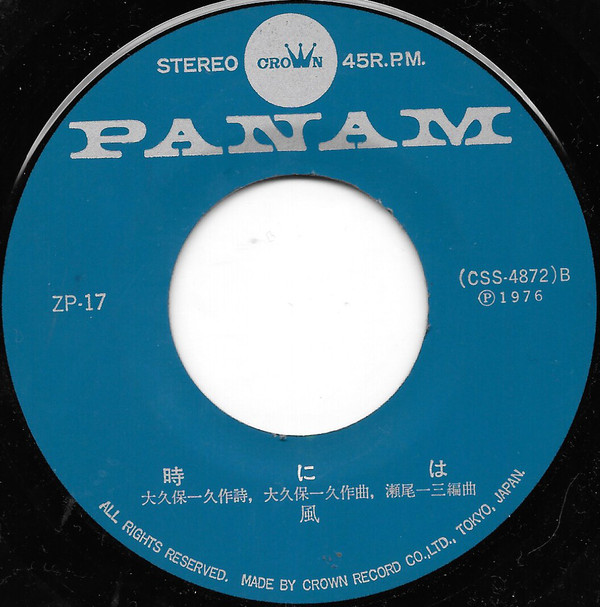 STEREO CROWN 45R.P.M.
PANAM
ZP-17
(CSS-4872)B
Ⓟ1976
時には
大久保一久作詩, 大久保一久作曲, 瀬尾一三編曲
風
ALL RIGHTS RESERVED. MADE BY CROWN RECORD CO.,LTD., TOKYO, JAPAN.